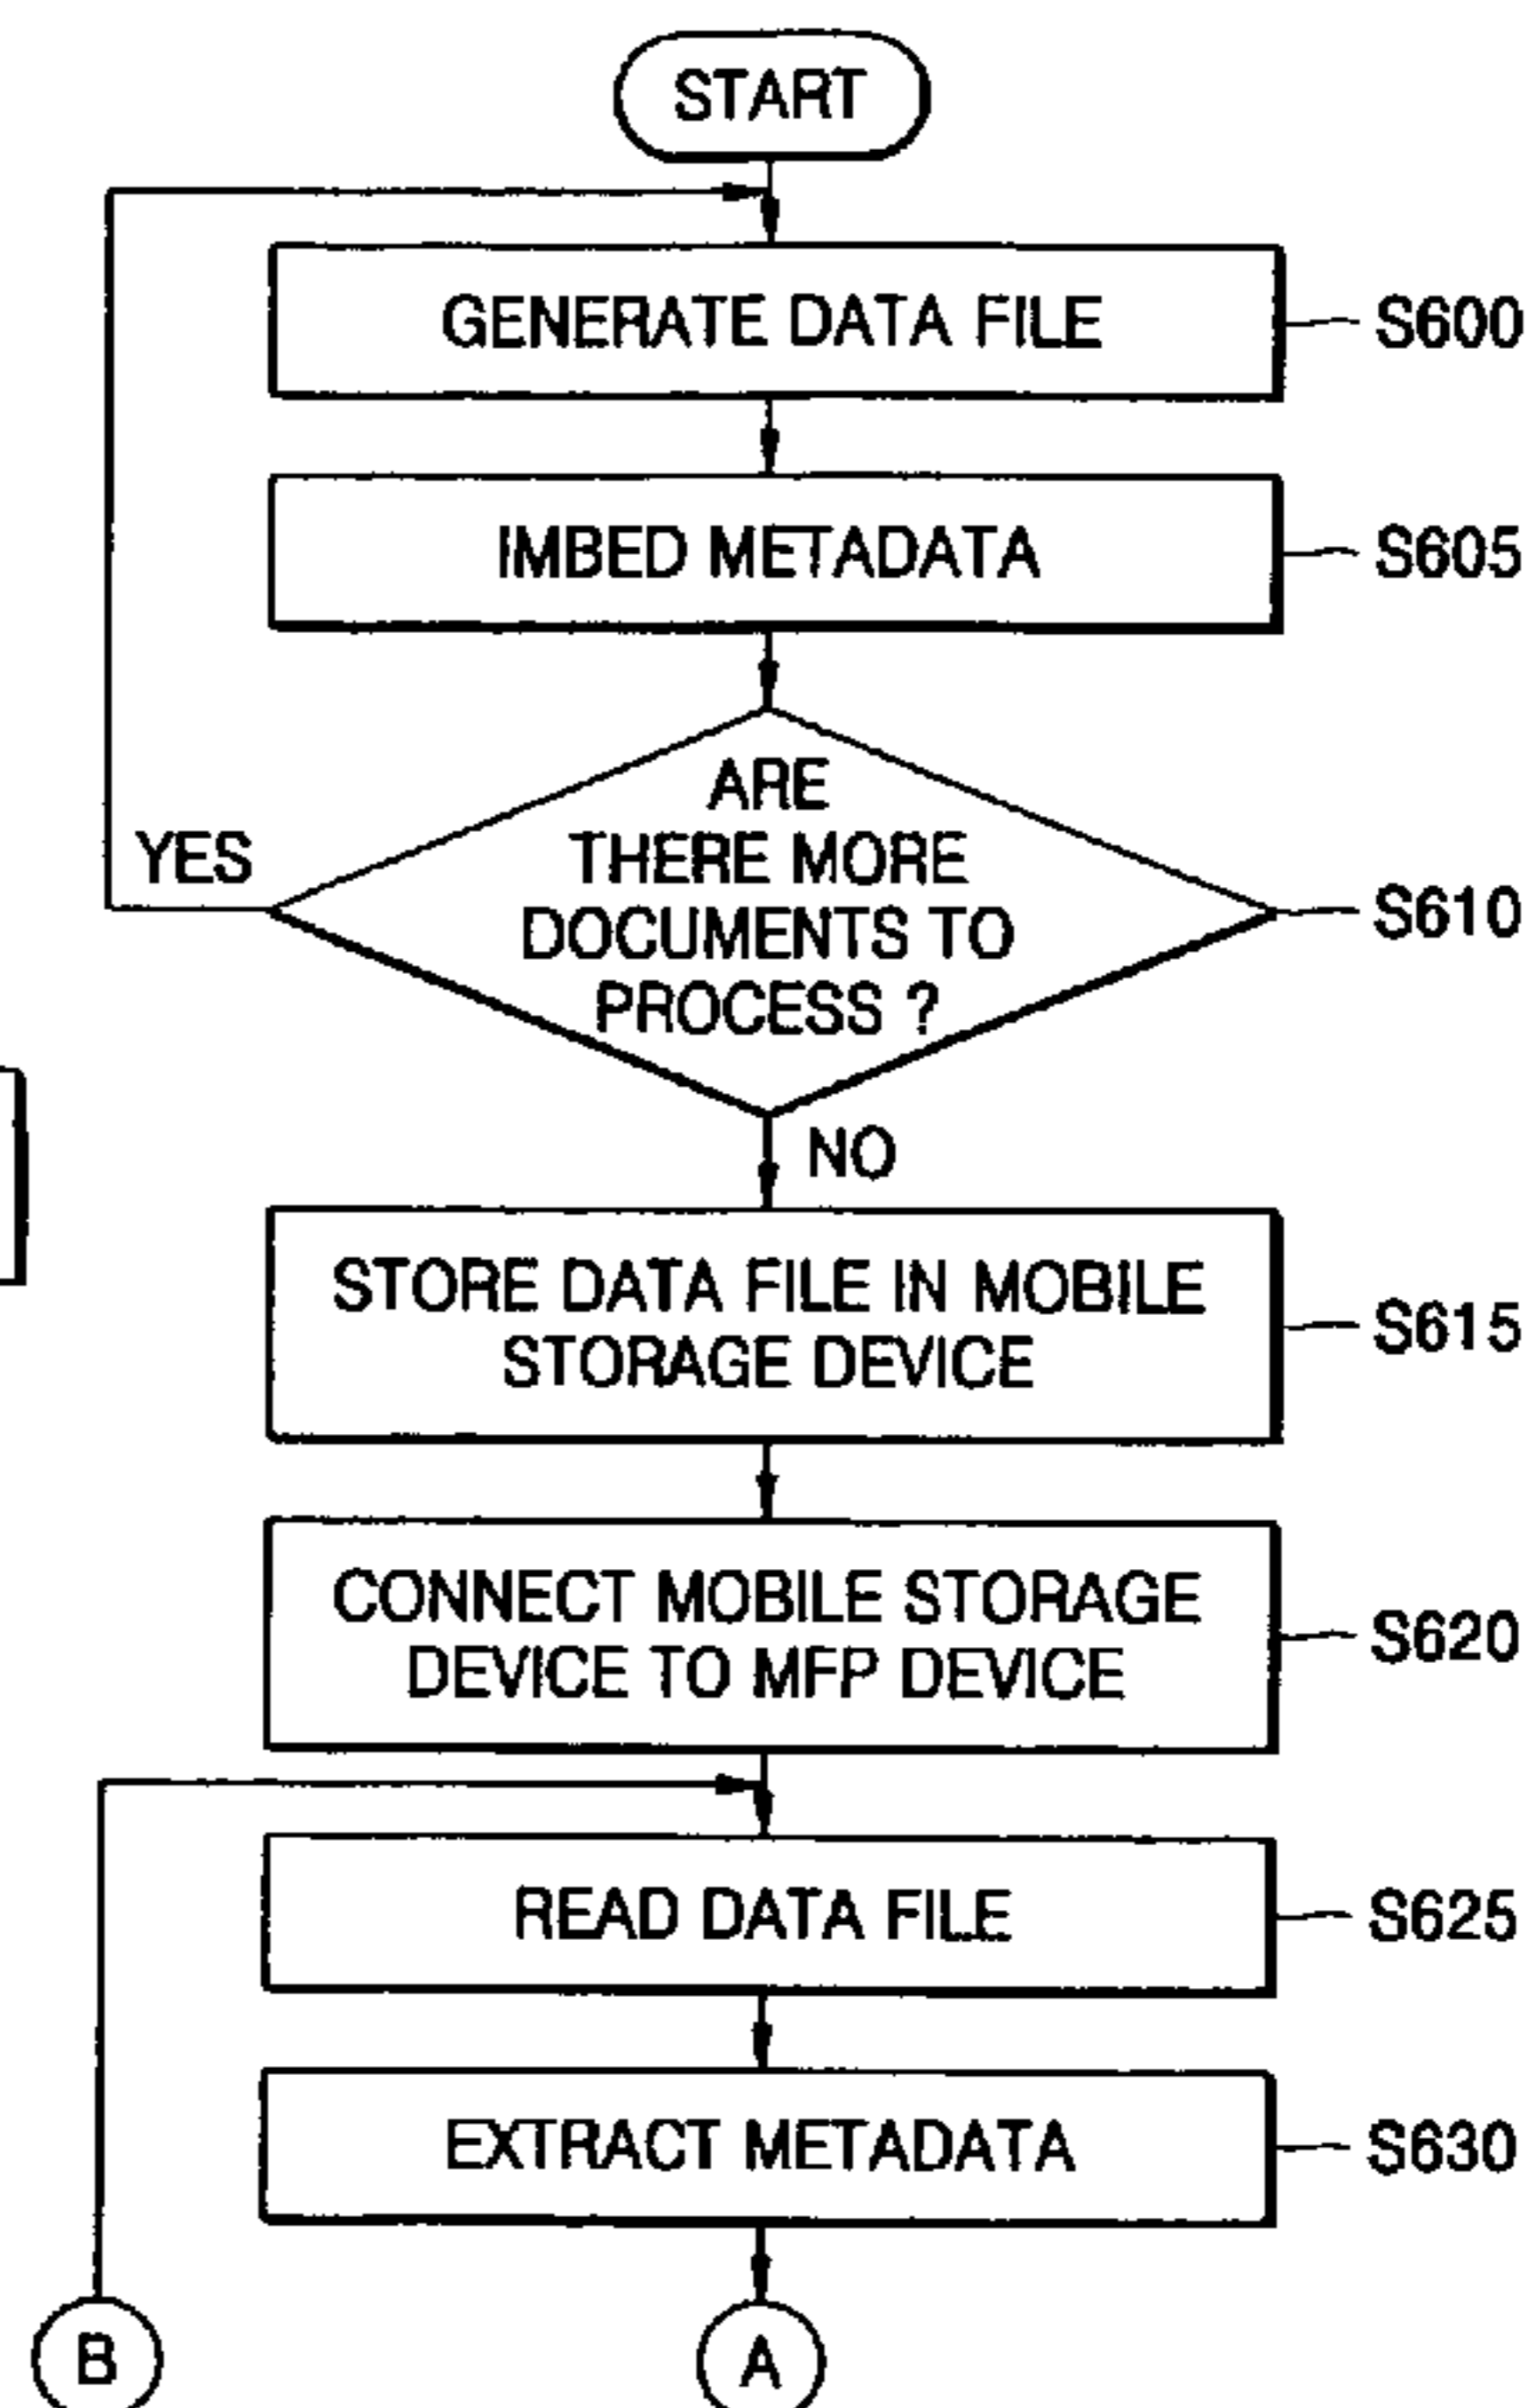 START
GENERATE DATA FILE
S600
IMBED METADATA
S605
ARE
THERE MORE
DOCUMENTS TO
PROCESS ?
S610
YES
NO
STORE DATA FILE IN MOBILE
STORAGE DEVICE
S615
CONNECT MOBILE STORAGE
DEVICE TO MFP DEVICE
S620
READ DATA FILE
S625
EXTRACT METADATA
S630
B
A